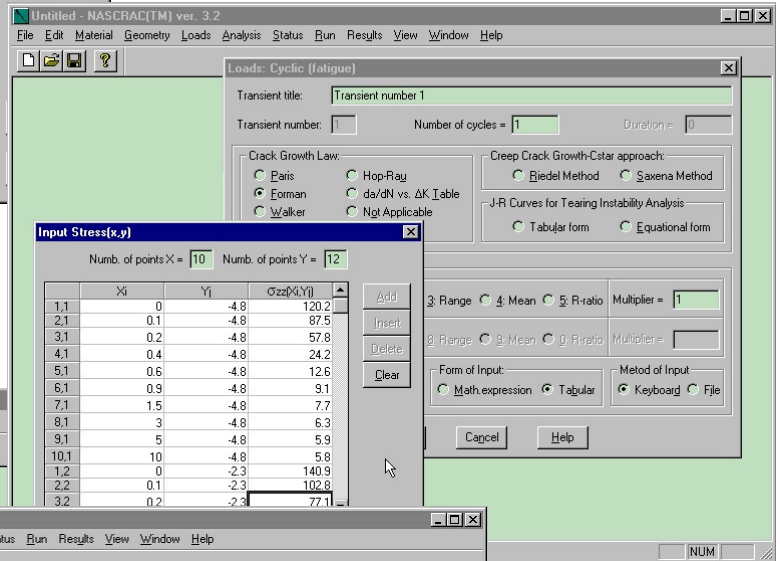 Untitled - NASCRAC(TM) ver. 3.2
File Edit Material Geometry Loads Analysis Status Run Results View Window Help
Loads: Cyclic (fatigue)
Transient title: Transient number 1
Transient number: 1 Number of cycles = 1 Duration = 0
Crack Growth Law:
Paris Hop-Rau
Forman da/dN vs. ΔK Table
Walker Not Applicable
Creep Crack Growth-Cstar approach:
Riedel Method Saxena Method
J-R Curves for Tearing Instability Analysis
Tabular form Equational form
3: Range 4: Mean 5: R-ratio Multiplier = 1
8: Range 9: Mean 0: R-ratio Multiplier =
Form of Input:
Math.expression Tabular
Metod of Input
Keyboard File
Cancel Help
Input Stress(x,y)
Numb. of points X = 10 Numb. of points Y = 12
Xi Yj σzz(Xi,Yj)
1,1 0 -4.8 120.2
2,1 0.1 -4.8 87.5
3,1 0.2 -4.8 57.8
4,1 0.4 -4.8 24.2
5,1 0.6 -4.8 12.6
6,1 0.9 -4.8 9.1
7,1 1.5 -4.8 7.7
8,1 3 -4.8 6.3
9,1 5 -4.8 5.9
10,1 10 -4.8 5.8
1,2 0 -2.3 140.9
2,2 0.1 -2.3 102.8
3,2 0.2 -2.3 77.1
Add
Insert
Delete
Clear
tus Run Results View Window Help
NUM